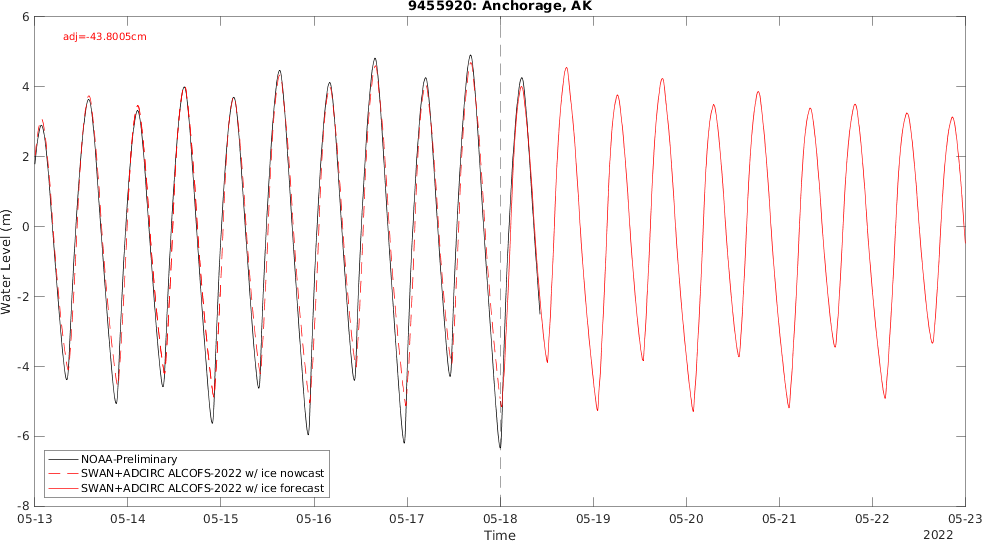 9455920: Anchorage, AK
adj=-43.8005cm
6
4
2
0
-2
-4
-6
-8
Water Level (m)
NOAA-Preliminary
SWAN+ADCIRC ALCOFS-2022 w/ ice nowcast
SWAN+ADCIRC ALCOFS-2022 w/ ice forecast
05-13 05-14 05-15 05-16 05-17 05-18 05-19 05-20 05-21 05-22 05-23
Time
2022